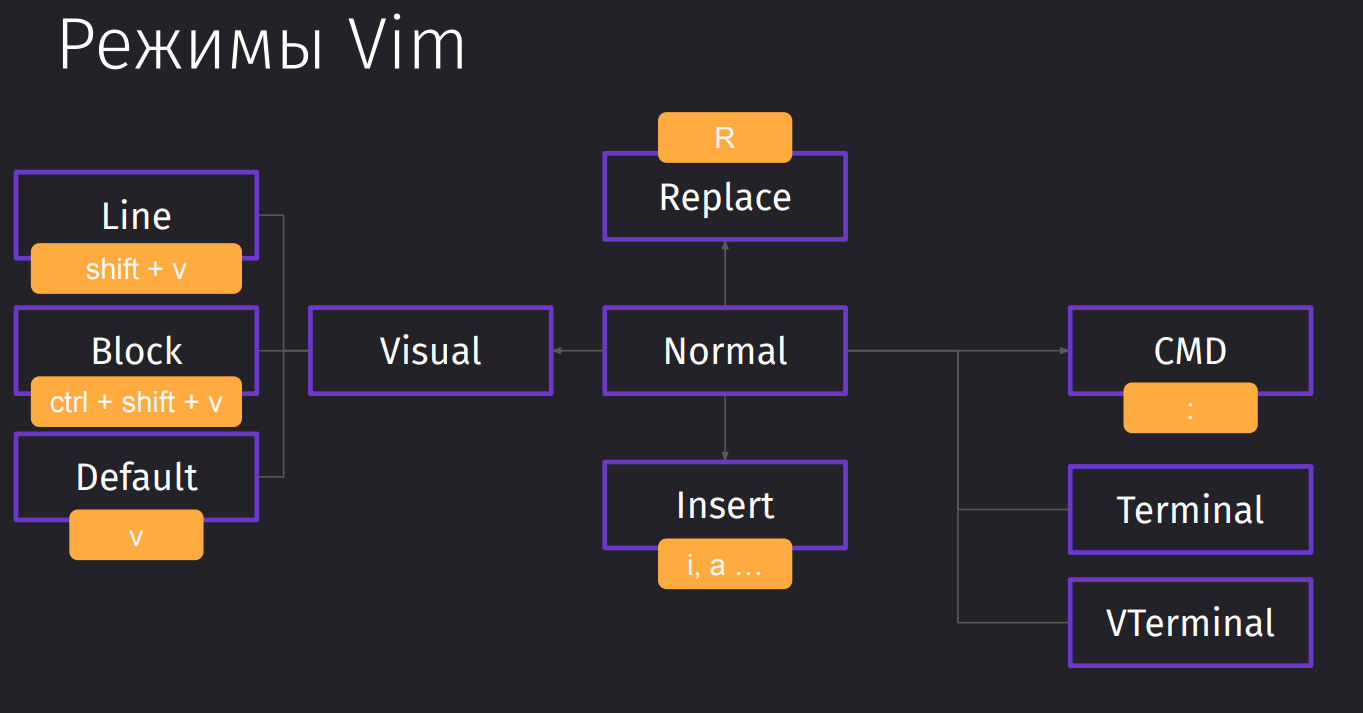 Режимы Vim
R
Replace
Line
shift + v
Block
ctrl + shift + v
Default
v
Visual
Normal
Insert
i, a ...
CMD
:
Terminal
VTerminal